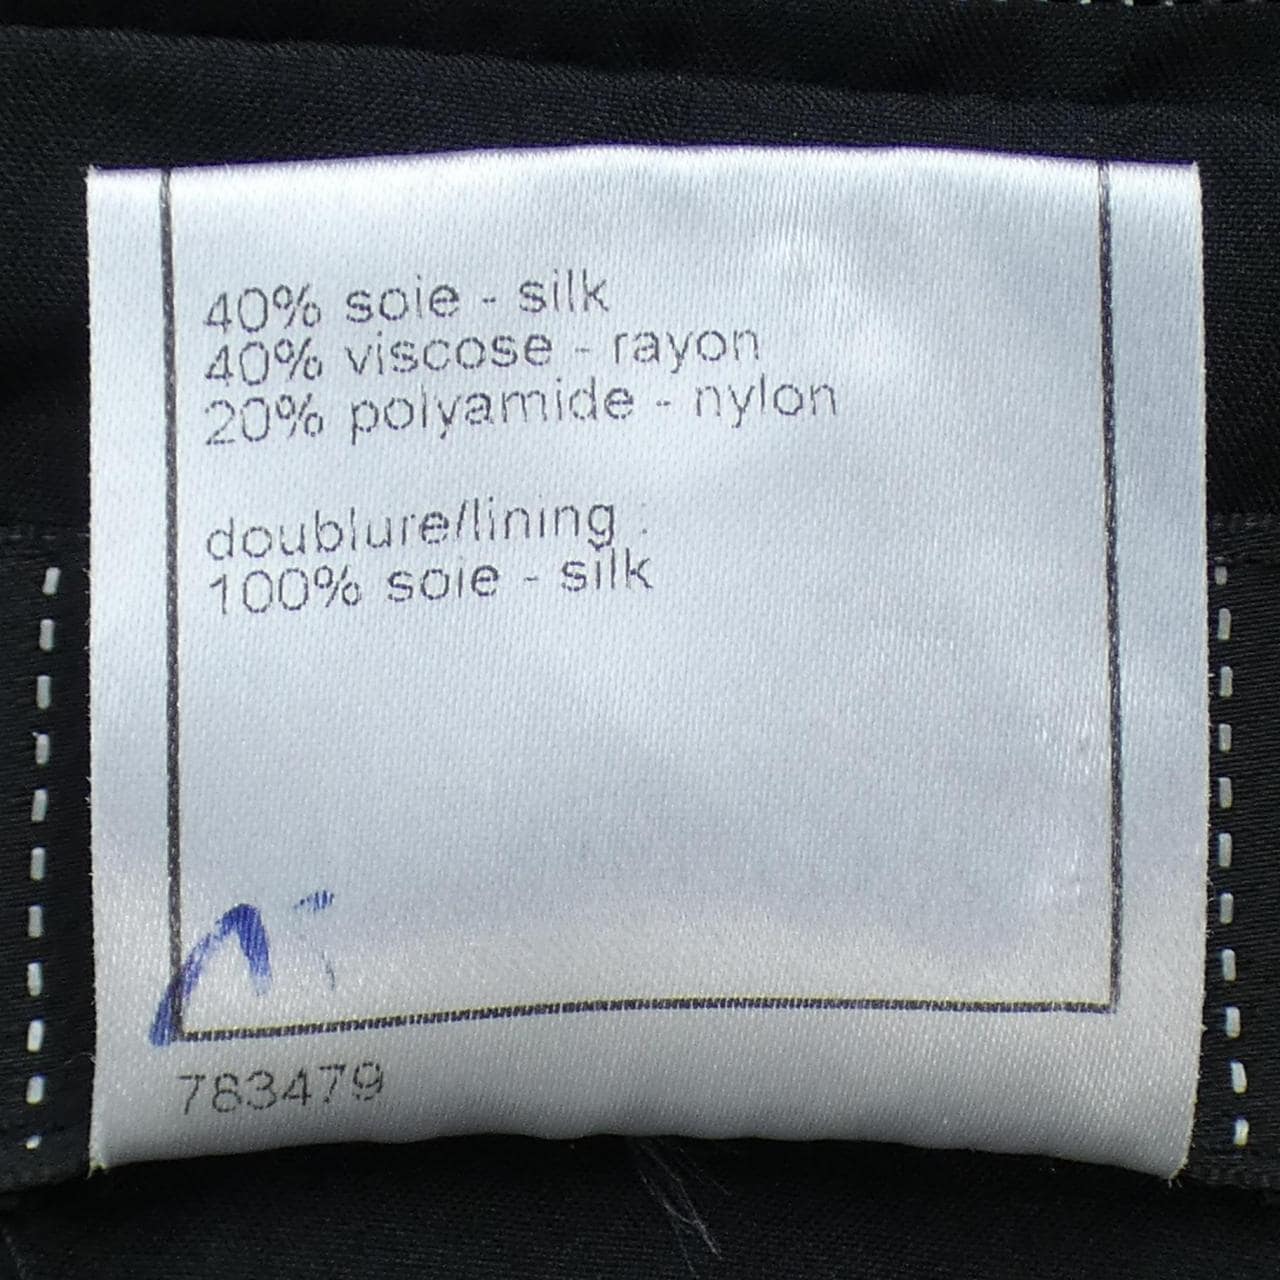 40% soie - silk
40% viscose - rayon
20% polyamide - nylon
doublure/lining :
100% soie - silk
783479